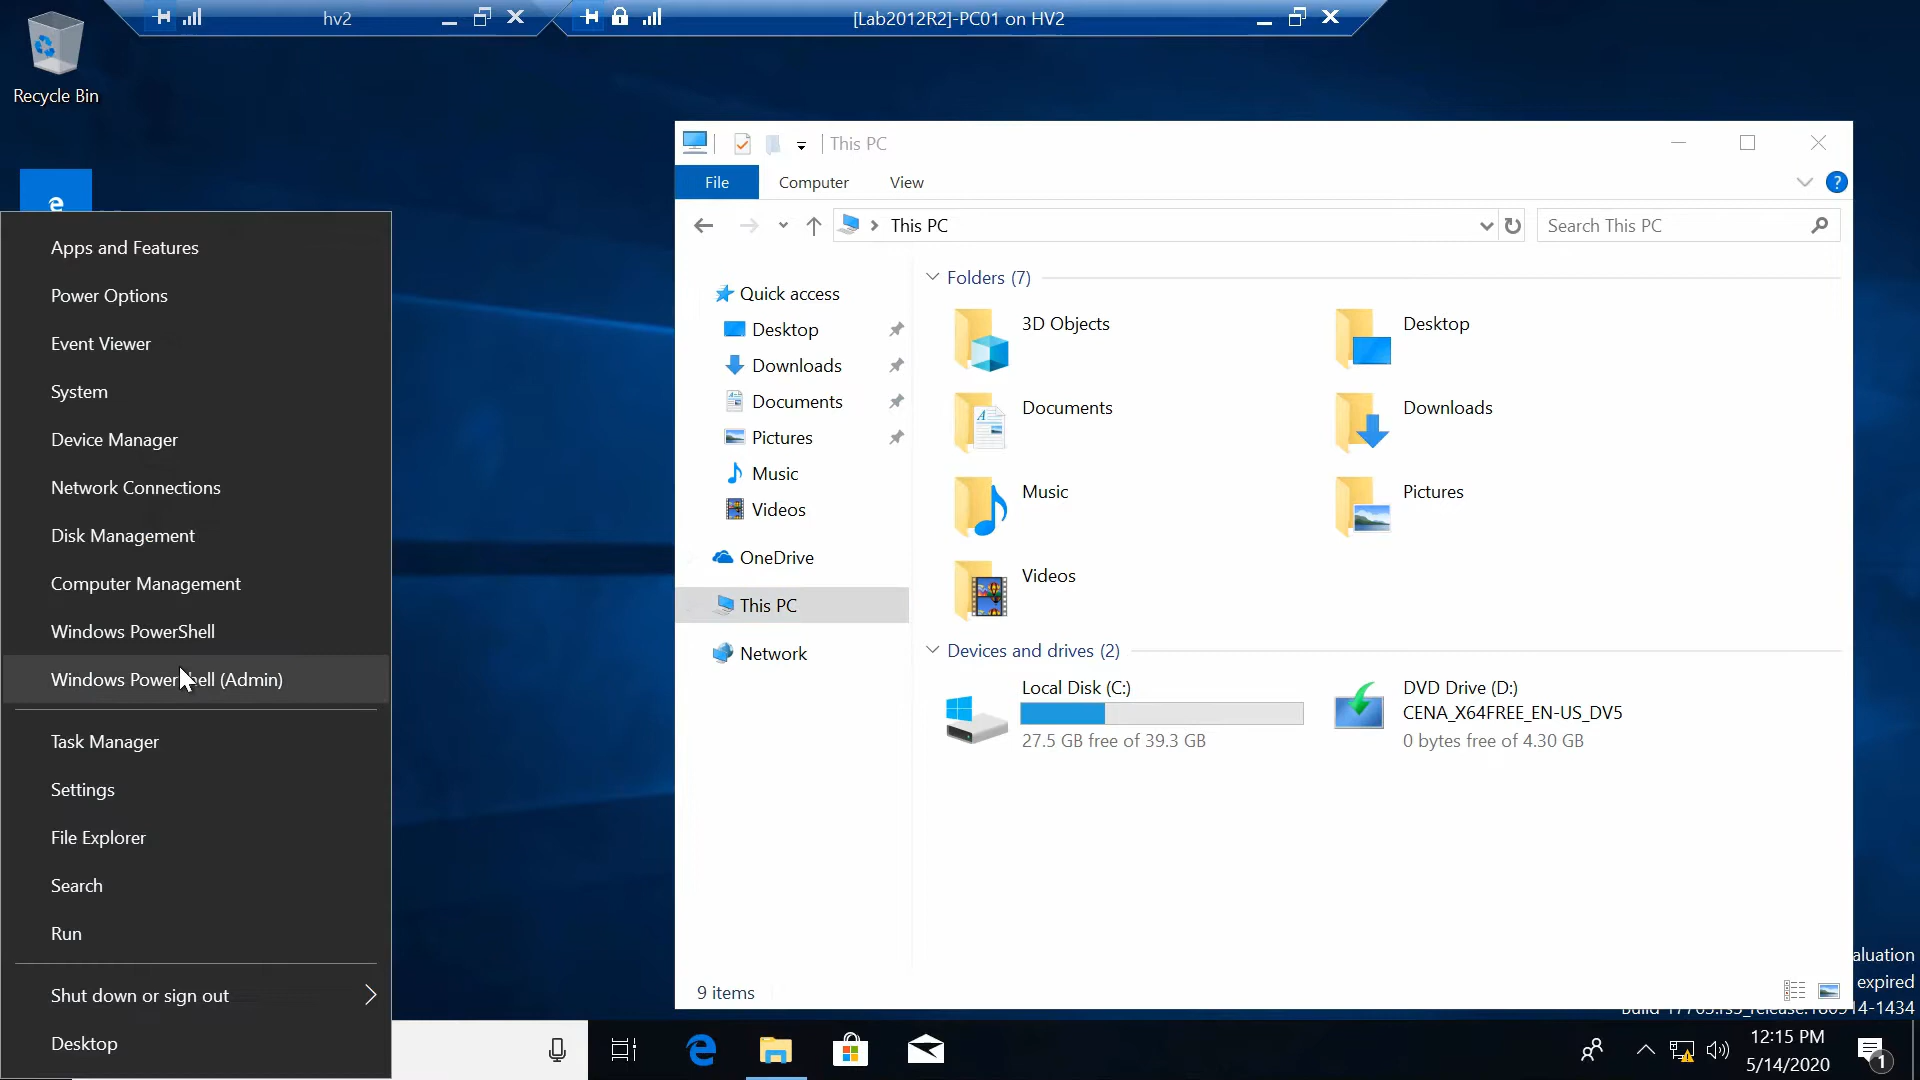 hv2
[Lab2012R2]-PC01 on HV2
Recycle Bin
Apps and Features
Power Options
Event Viewer
System
Device Manager
Network Connections
Disk Management
Computer Management
Windows PowerShell
Windows PowerShell (Admin)
Task Manager
Settings
File Explorer
Search
Run
Shut down or sign out
Desktop
This PC
File
Computer
View
?
This PC
Search This PC
Quick access
Desktop
Downloads
Documents
Pictures
Music
Videos
OneDrive
This PC
Network
Folders (7)
3D Objects
Desktop
Documents
Downloads
Music
Pictures
Videos
Devices and drives (2)
Local Disk (C:)
27.5 GB free of 39.3 GB
DVD Drive (D:)
CENA_X64FREE_EN-US_DV5
0 bytes free of 4.30 GB
9 items
aluation
expired
14-1434
12:15 PM
5/14/2020
1